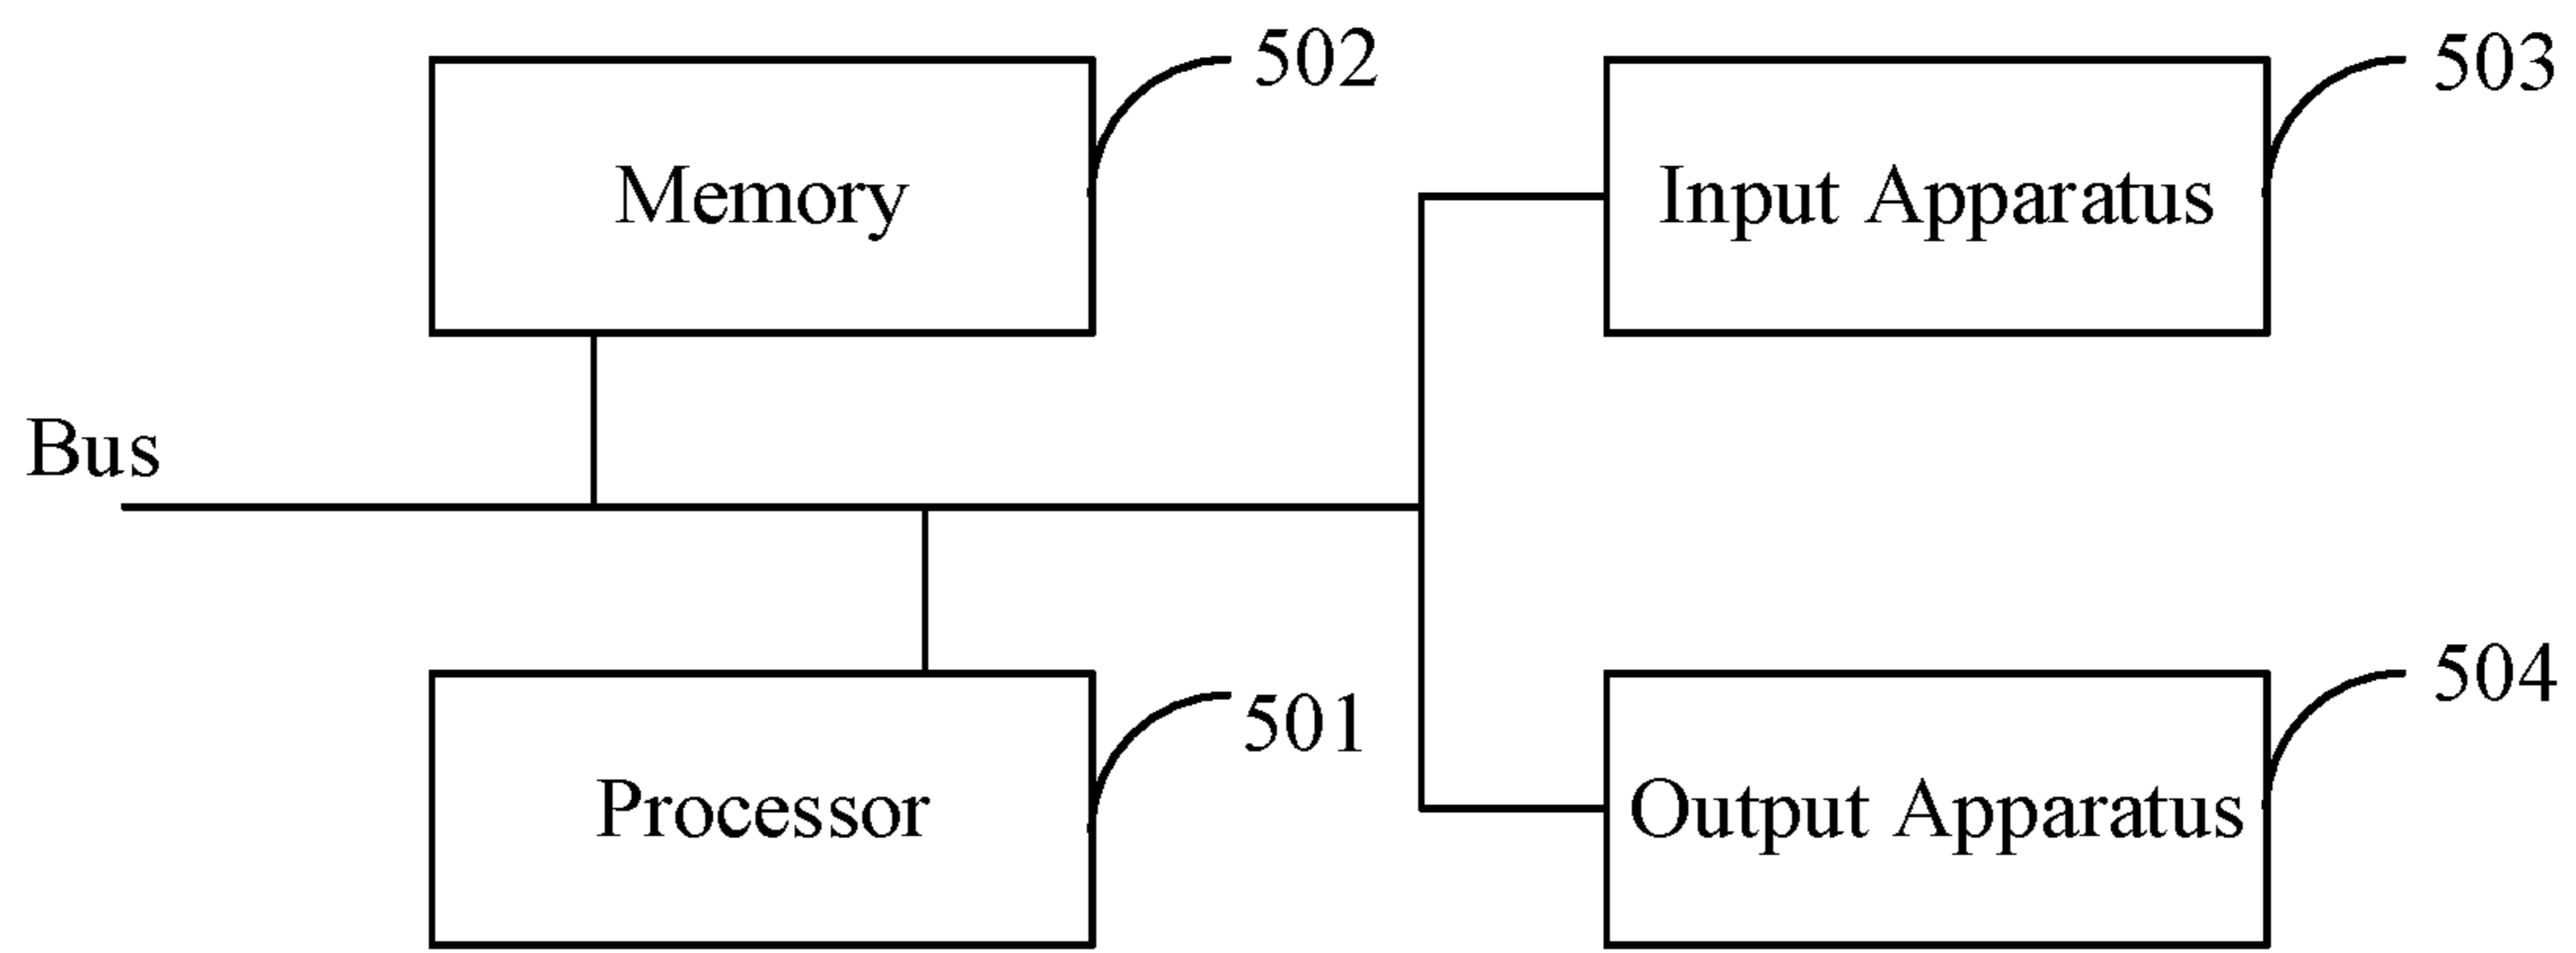 502
503
Memory
Input Apparatus
Bus
501
504
Processor
Output Apparatus